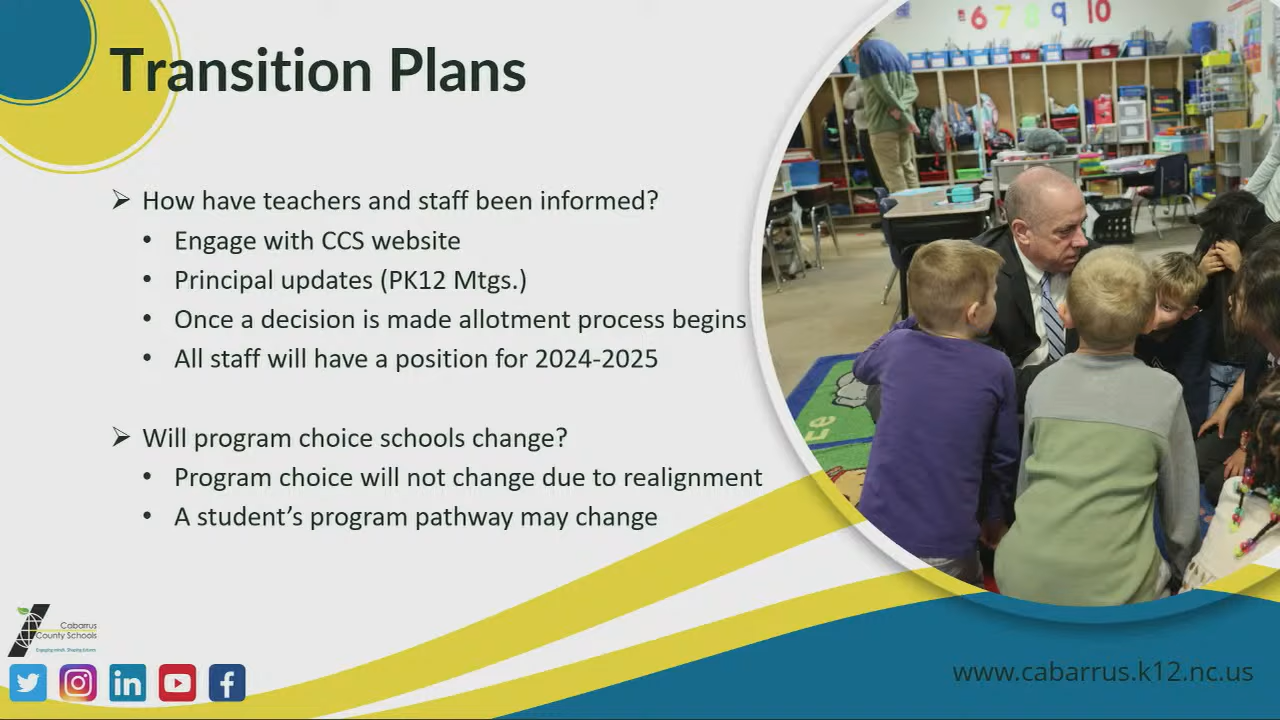 Transition Plans
How have teachers and staff been informed?
Engage with CCS website
Principal updates (PK12 Mtgs.)
Once a decision is made allotment process begins
All staff will have a position for 2024-2025
Will program choice schools change?
Program choice will not change due to realignment
A student’s program pathway may change
6 7 8 9 10
Cabarrus
County Schools
www.cabarrus.k12.nc.us